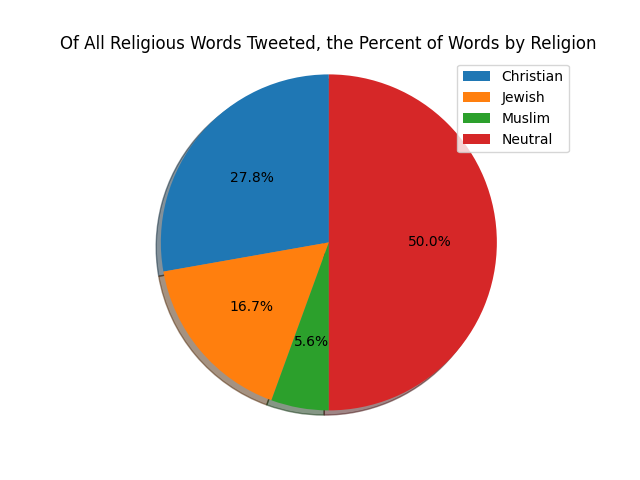 Of All Religious Words Tweeted, the Percent of Words by Religion
Christian
Jewish
Muslim
Neutral
27.8%
50.0%
16.7%
5.6%